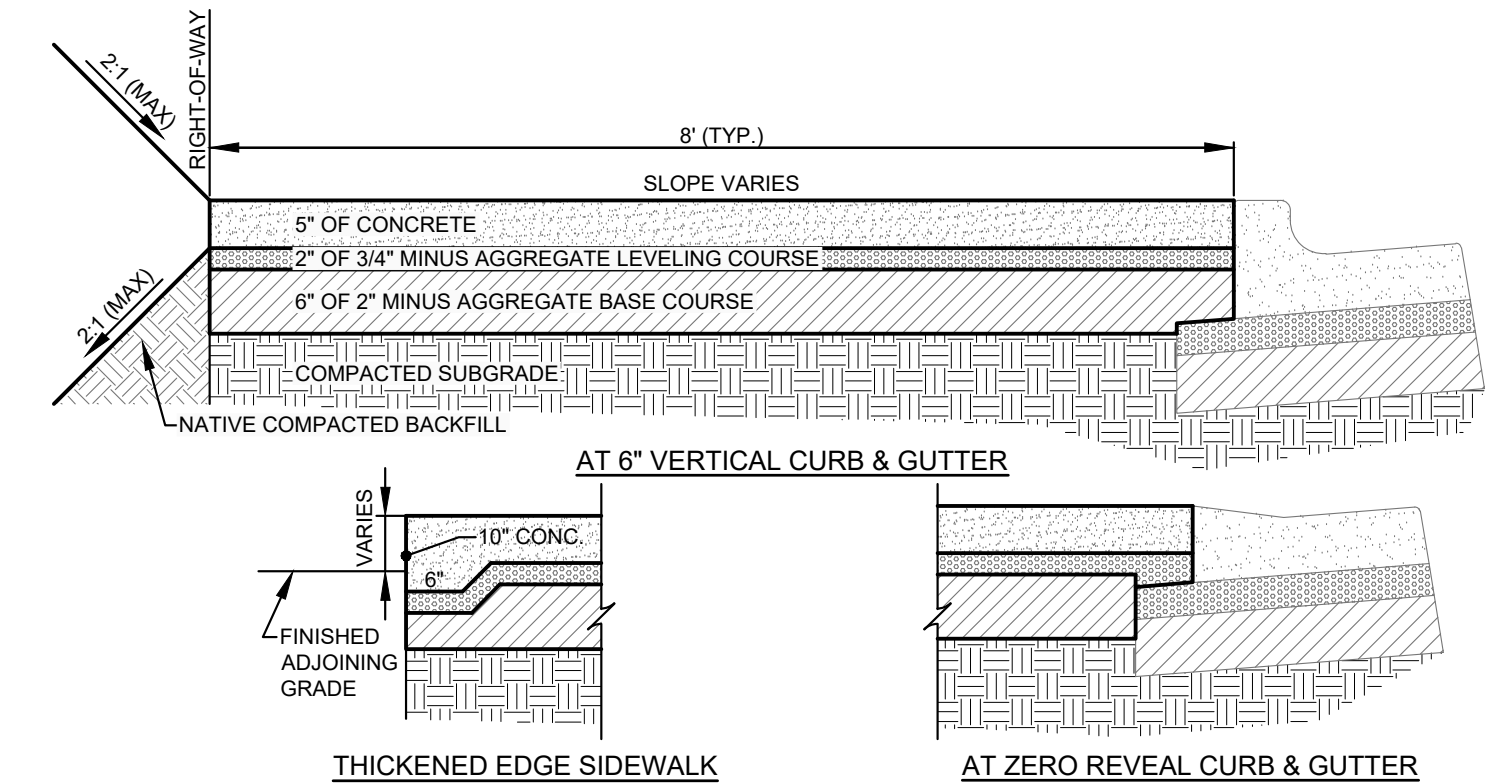 2:1 (MAX)
RIGHT-OF-WAY
8' (TYP.)
SLOPE VARIES
5" OF CONCRETE
2" OF 3/4" MINUS AGGREGATE LEVELING COURSE
6" OF 2" MINUS AGGREGATE BASE COURSE
2:1 (MAX)
COMPACTED SUBGRADE
NATIVE COMPACTED BACKFILL
AT 6" VERTICAL CURB & GUTTER
VARIES
10" CONC.
6"
FINISHED
ADJOINING
GRADE
THICKENED EDGE SIDEWALK
AT ZERO REVEAL CURB & GUTTER